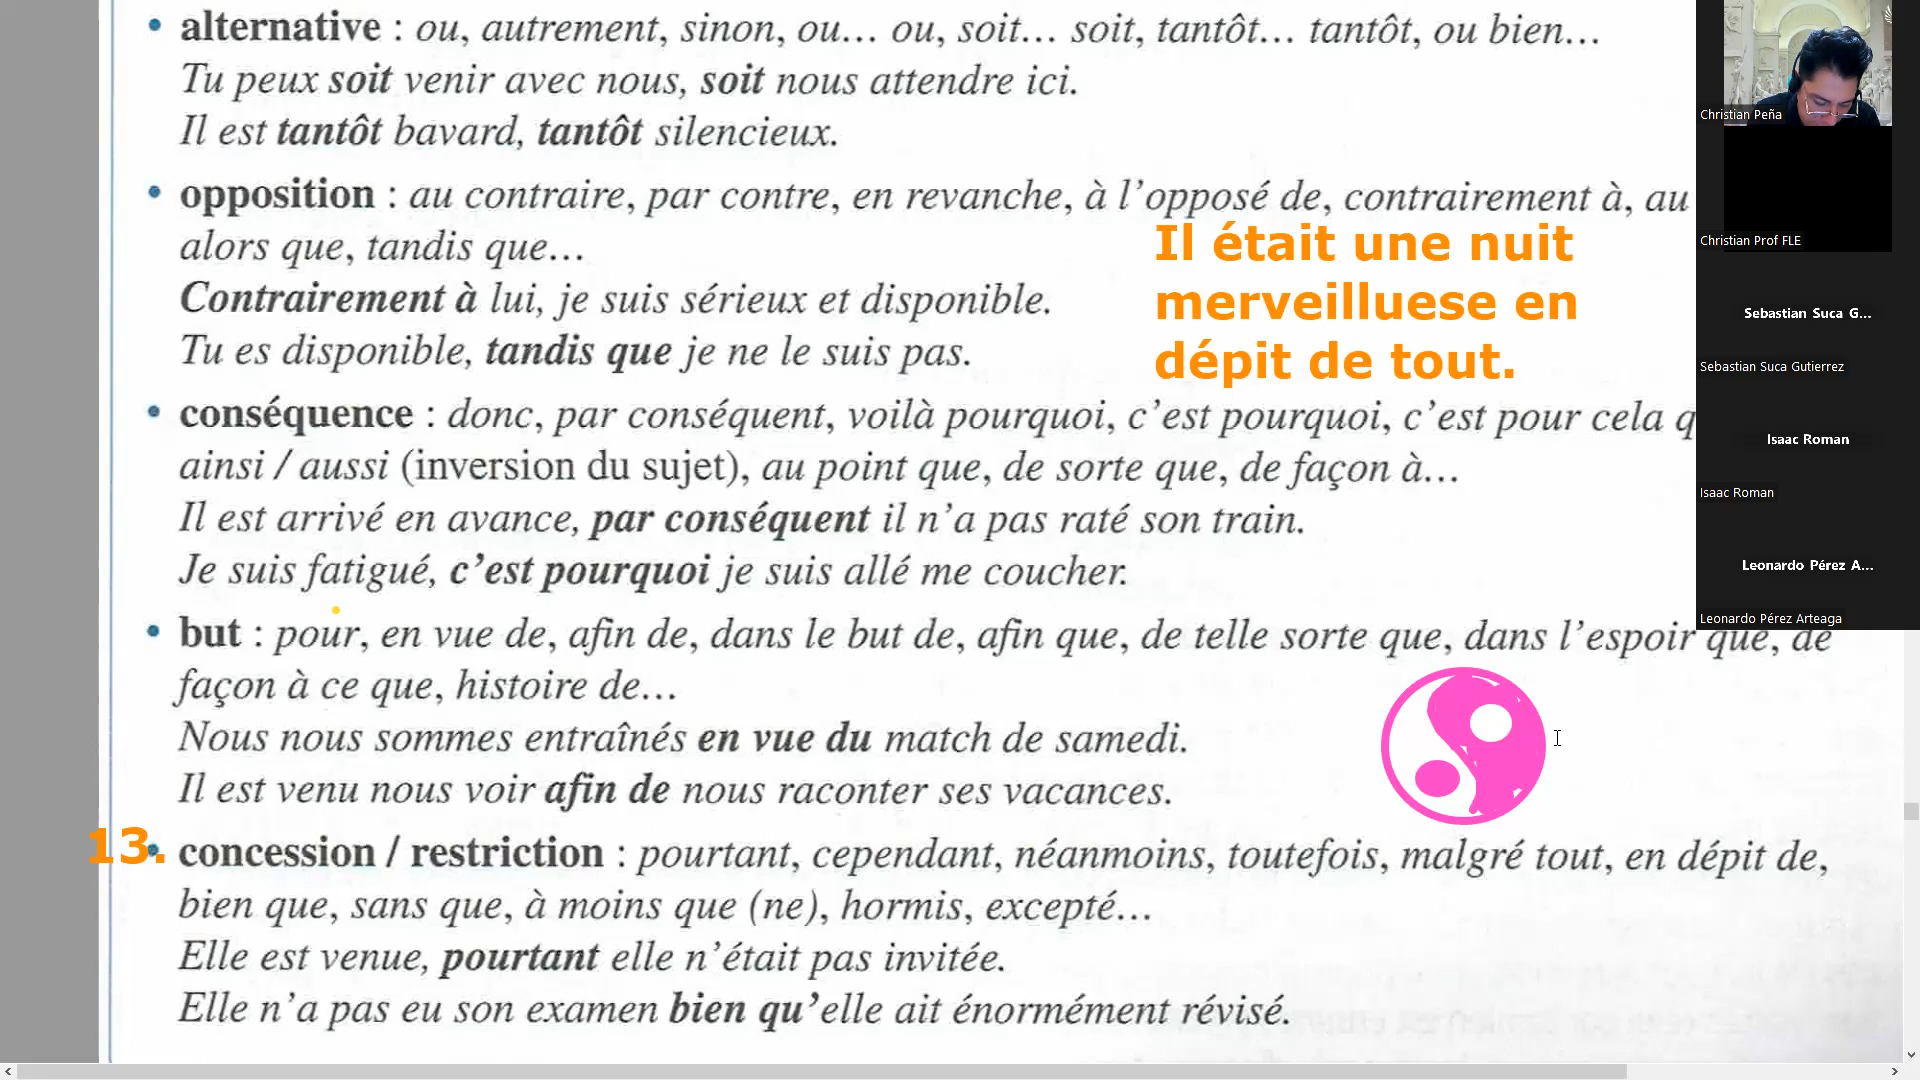 • alternative : ou, autrement, sinon, ou… ou, soit… soit, tantôt… tantôt, ou bien…
Tu peux soit venir avec nous, soit nous attendre ici.
Il est tantôt bavard, tantôt silencieux.
• opposition : au contraire, par contre, en revanche, à l’opposé de, contrairement à, au
alors que, tandis que…
Contrairement à lui, je suis sérieux et disponible.
Tu es disponible, tandis que je ne le suis pas.
Il était une nuit
merveilluese en
dépit de tout.
• conséquence : donc, par conséquent, voilà pourquoi, c’est pourquoi, c’est pour cela q
ainsi / aussi (inversion du sujet), au point que, de sorte que, de façon à…
Il est arrivé en avance, par conséquent il n’a pas raté son train.
Je suis fatigué, c’est pourquoi je suis allé me coucher.
• but : pour, en vue de, afin de, dans le but de, afin que, de telle sorte que, dans l’espoir que, de
façon à ce que, histoire de…
Nous nous sommes entraînés en vue du match de samedi.
Il est venu nous voir afin de nous raconter ses vacances.
13.
• concession / restriction : pourtant, cependant, néanmoins, toutefois, malgré tout, en dépit de,
bien que, sans que, à moins que (ne), hormis, excepté…
Elle est venue, pourtant elle n’était pas invitée.
Elle n’a pas eu son examen bien qu’elle ait énormément révisé.
Christian Peña
Christian Prof FLE
Sebastian Suca G...
Sebastian Suca Gutierrez
Isaac Roman
Isaac Roman
Leonardo Pérez A...
Leonardo Pérez Arteaga